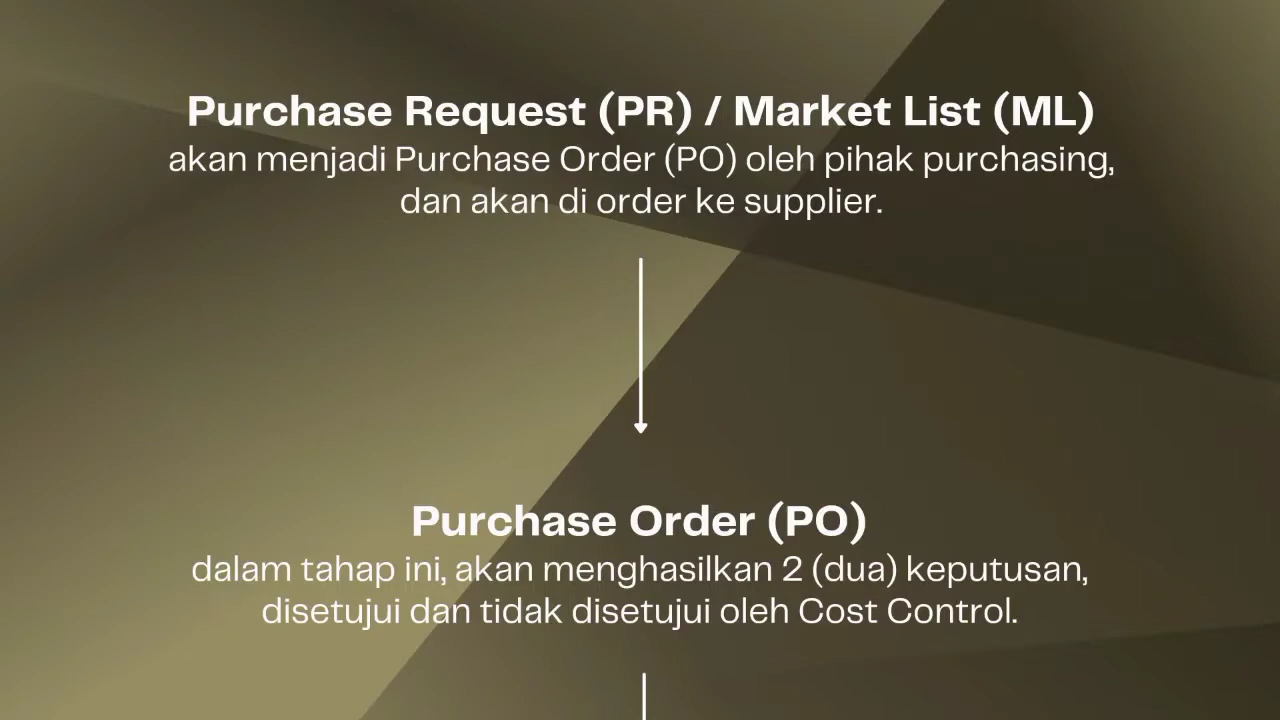 Purchase Request (PR) / Market List (ML)
akan menjadi Purchase Order (PO) oleh pihak purchasing,
dan akan di order ke supplier.
Purchase Order (PO)
dalam tahap ini, akan menghasilkan 2 (dua) keputusan,
disetujui dan tidak disetujui oleh Cost Control.